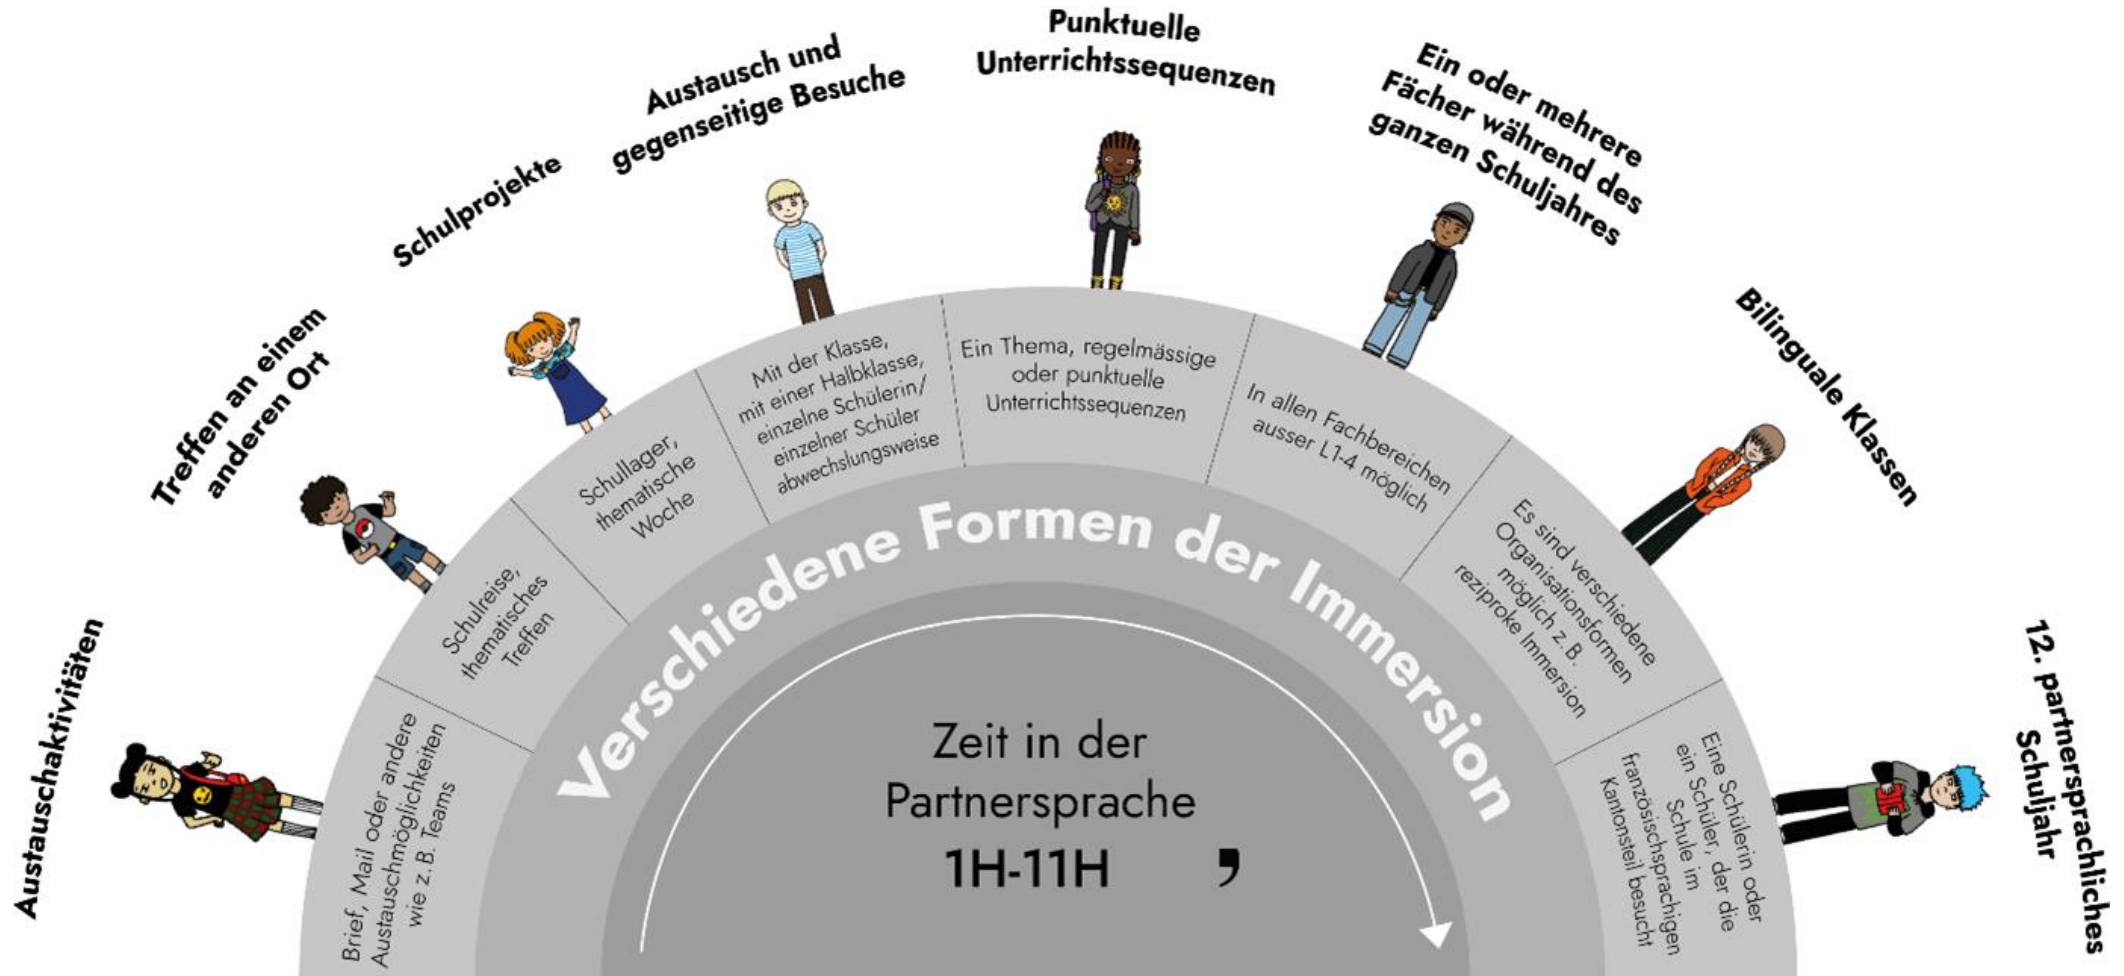 Austauschaktivitäten
Brief, Mail oder andere
Austauschmöglichkeiten
wie z. B. Teams
Treffen an einem
anderen Ort
Schulreise,
thematisches
Treffen
Schulprojekte
Schullager,
thematische
Woche
Austausch und
gegenseitige Besuche
Mit der Klasse,
mit einer Halbklasse,
einzelne Schülerin/
einzelner Schüler
abwechslungsweise
Punktuelle
Unterrichtssequenzen
Ein Thema, regelmässige
oder punktuelle
Unterrichtssequenzen
Ein oder mehrere
Fächer während des
ganzen Schuljahres
In allen Fachbereichen
ausser L1-4 möglich
Bilinguale Klassen
Es sind verschiedene
Organisationsformen
möglich z. B.
reziproke Immersion
12. partnersprachliches
Schuljahr
Eine Schülerin oder
ein Schüler, der die
Schule im
französischsprachigen
Kantonsteil besucht
Verschiedene Formen der Immersion
Zeit in der
Partnersprache
1H-11H ,